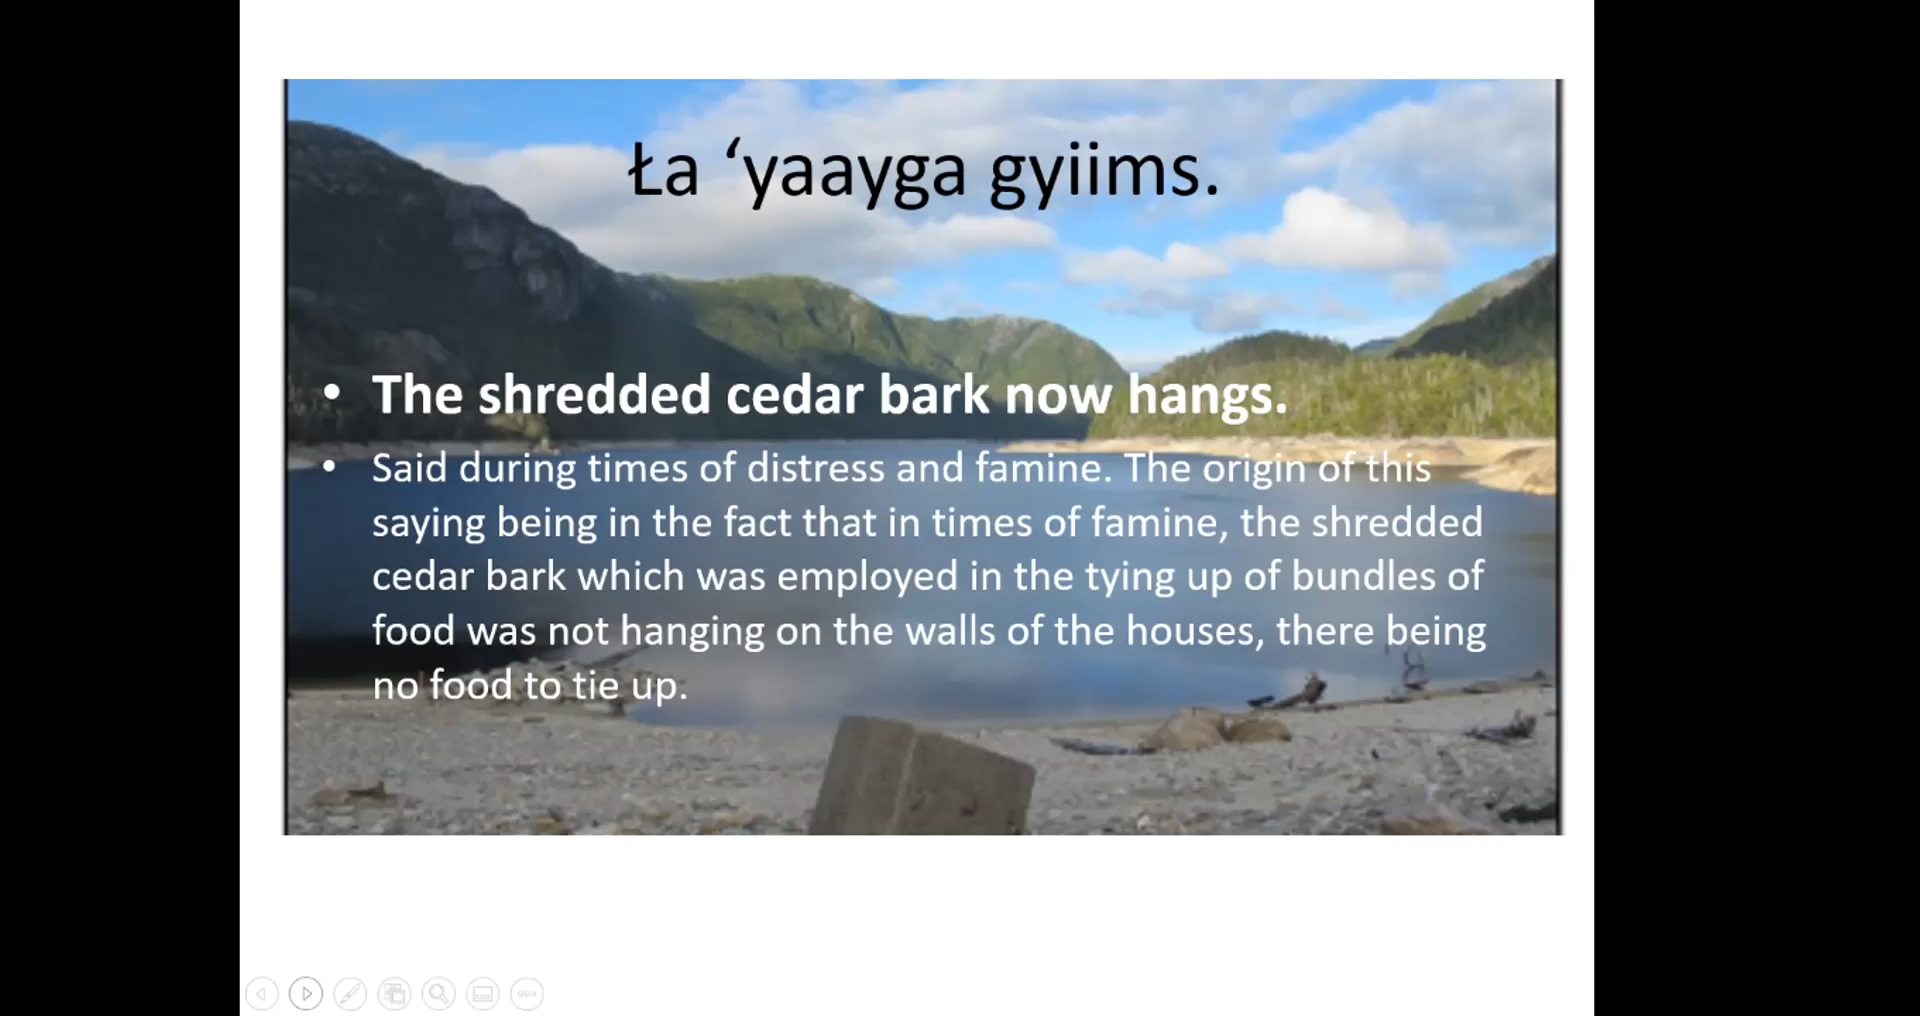 Ła ‘yaayga gyiims.
• The shredded cedar bark now hangs.
• Said during times of distress and famine. The origin of this
saying being in the fact that in times of famine, the shredded
cedar bark which was employed in the tying up of bundles of
food was not hanging on the walls of the houses, there being
no food to tie up.